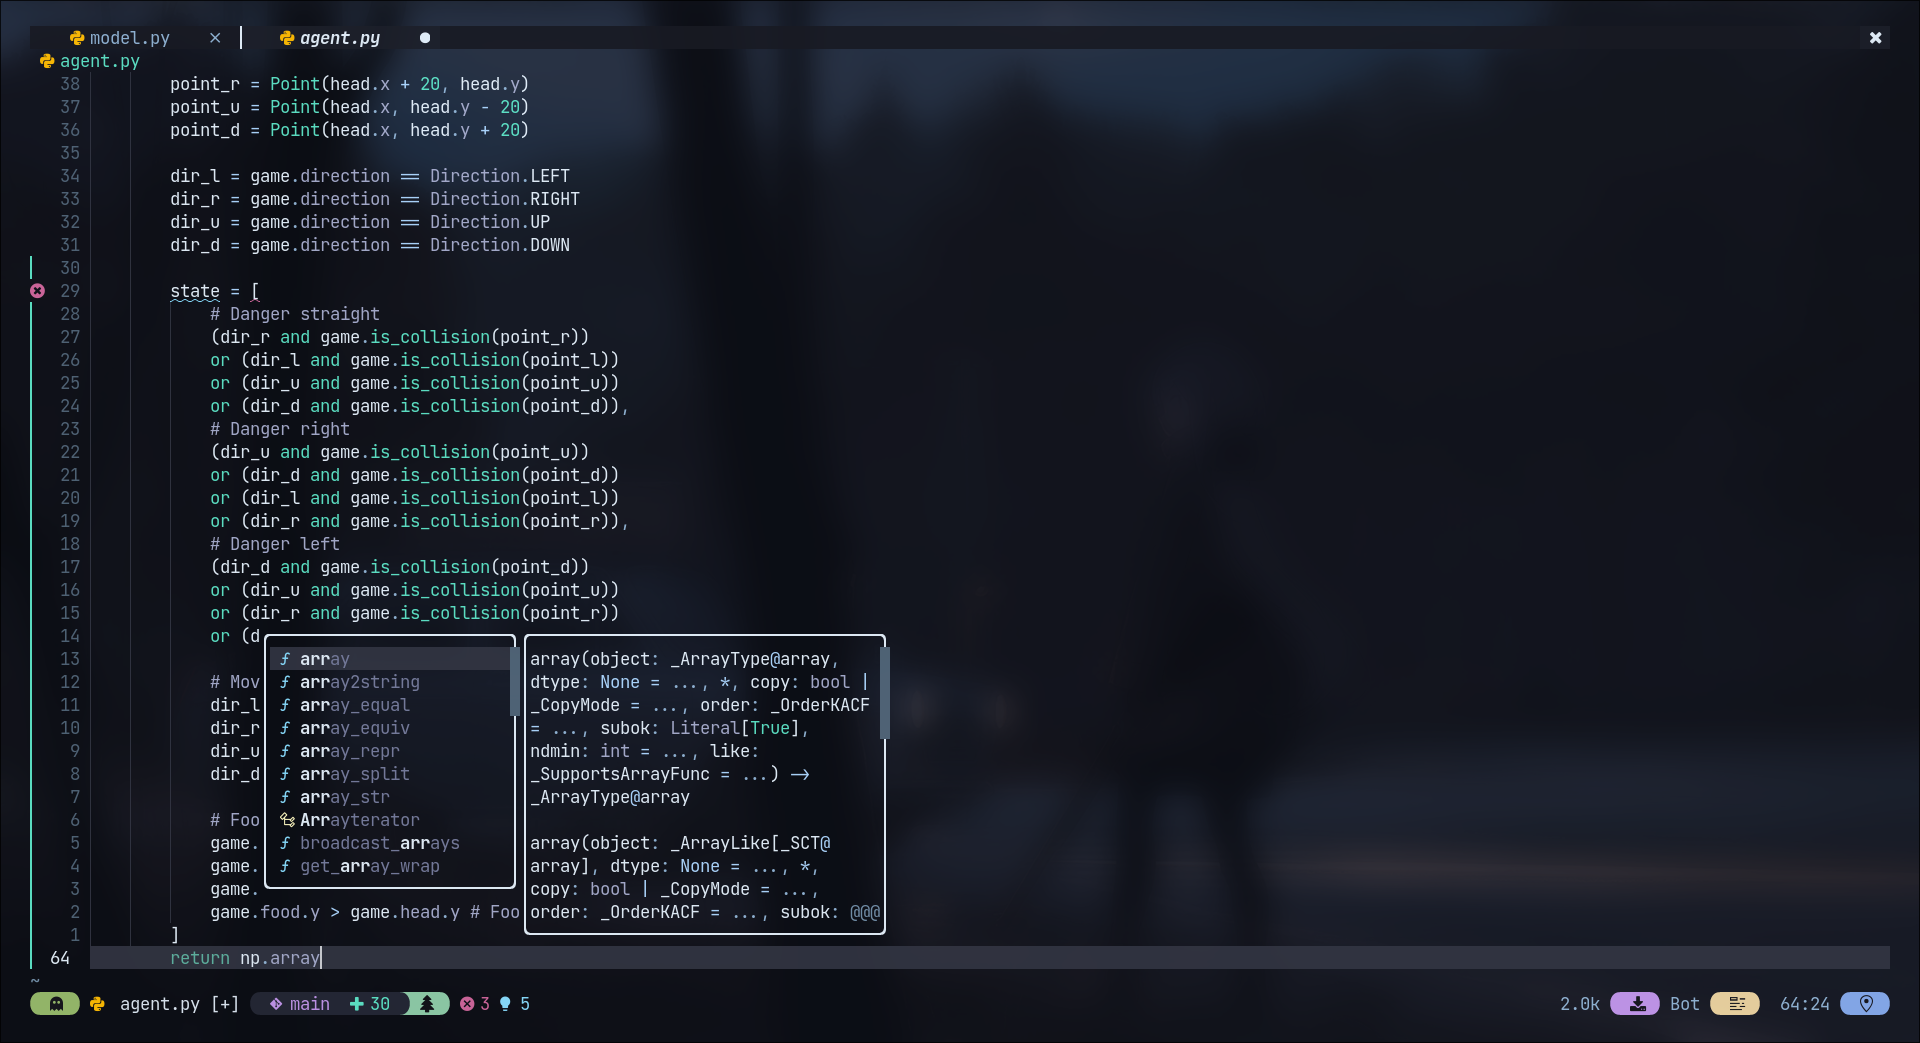 model.py agent.py
agent.py
38 point_r = Point(head.x + 20, head.y)
37 point_u = Point(head.x, head.y - 20)
36 point_d = Point(head.x, head.y + 20)
35
34 dir_l = game.direction == Direction.LEFT
33 dir_r = game.direction == Direction.RIGHT
32 dir_u = game.direction == Direction.UP
31 dir_d = game.direction == Direction.DOWN
30
29 state = [
28 # Danger straight
27 (dir_r and game.is_collision(point_r))
26 or (dir_l and game.is_collision(point_l))
25 or (dir_u and game.is_collision(point_u))
24 or (dir_d and game.is_collision(point_d)),
23 # Danger right
22 (dir_u and game.is_collision(point_u))
21 or (dir_d and game.is_collision(point_d))
20 or (dir_l and game.is_collision(point_l))
19 or (dir_r and game.is_collision(point_r)),
18 # Danger left
17 (dir_d and game.is_collision(point_d))
16 or (dir_u and game.is_collision(point_u))
15 or (dir_r and game.is_collision(point_r))
14 or (d
13
12 # Mov
11 dir_l
10 dir_r
9 dir_u
8 dir_d
7
6 # Foo
5 game.
4 game.
3 game.
2 game.food.y > game.head.y # Foo
1 ]
64 return np.array
f array
f array2string
f array_equal
f array_equiv
f array_repr
f array_split
f array_str
Arrayterator
f broadcast_arrays
f get_array_wrap
array(object: _ArrayType@array,
dtype: None = ..., *, copy: bool |
_CopyMode = ..., order: _OrderKACF
= ..., subok: Literal[True],
ndmin: int = ..., like:
_SupportsArrayFunc = ...) ->
_ArrayType@array
array(object: _ArrayLike[_SCT@
array], dtype: None = ..., *,
copy: bool | _CopyMode = ...,
order: _OrderKACF = ..., subok: @@@
~
agent.py [+] main + 30 3 5 2.0k Bot 64:24